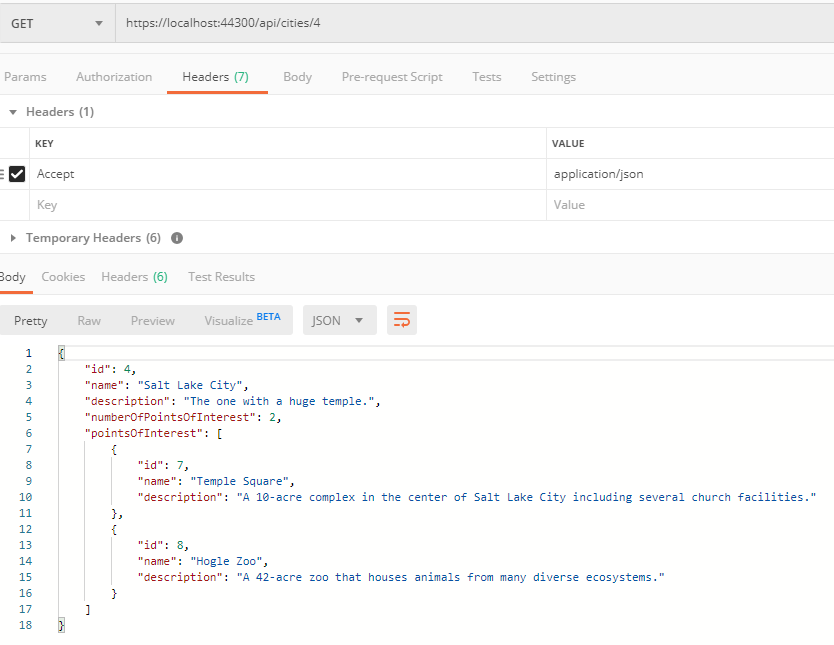 GET https://localhost:44300/api/cities/4
Params Authorization Headers (7) Body Pre-request Script Tests Settings
Headers (1)
KEY VALUE
Accept application/json
Key Value
Temporary Headers (6) i
Body Cookies Headers (6) Test Results
Pretty Raw Preview Visualize BETA JSON
1 {
2 "id": 4,
3 "name": "Salt Lake City",
4 "description": "The one with a huge temple.",
5 "numberOfPointsOfInterest": 2,
6 "pointsOfInterest": [
7 {
8 "id": 7,
9 "name": "Temple Square",
10 "description": "A 10-acre complex in the center of Salt Lake City including several church facilities."
11 },
12 {
13 "id": 8,
14 "name": "Hogle Zoo",
15 "description": "A 42-acre zoo that houses animals from many diverse ecosystems."
16 }
17 ]
18 }